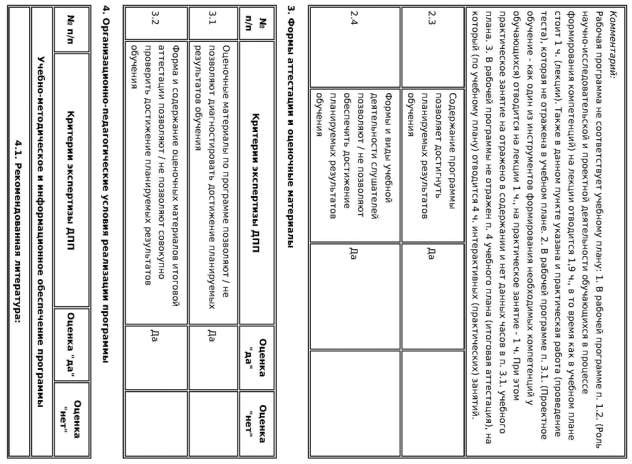 Комментарий:
Рабочая программа не соответствует учебному плану: 1. В рабочей программе п. 1.2. (Роль
научно-исследовательской и проектной деятельности обучающихся в процессе
формирования компетенций) на лекции отводится 1,9 ч., в то время как в учебном плане
стоит 1 ч. (лекции). Также в данном пункте указана и практическая работа (проведение
теста), которая не отражена в учебном плане. 2. В рабочей программе п. 3.1. (Проектное
обучение - как один из инструментов формирования необходимых компетенций у
обучающихся) отводится на лекции 1 ч., на практическое занятие - 1 ч. При этом
практическое занятие на отражено в содержании и нет данных часов в п. 3.1. учебного
плана. 3. В рабочей программы не отражен п. 4 учебного плана (итоговая аттестация), на
который (по учебному плану) отводится 4 ч. интерактивных (практических) занятий.
2.3
Содержание программы
позволяет достигнуть
планируемых результатов
обучения
Да
2.4
Формы и виды учебной
деятельности слушателей
позволяют / не позволяют
обеспечить достижение
планируемых результатов
обучения
Да
3. Формы аттестации и оценочные материалы
№
п/п
Критерии экспертизы ДПП
Оценка
"да"
Оценка
"нет"
3.1
Оценочные материалы по программе позволяют / не
позволяют диагностировать достижение планируемых
результатов обучения
Да
3.2
Форма и содержание оценочных материалов итоговой
аттестации позволяют / не позволяют совокупно
проверить достижение планируемых результатов
обучения
Да
4. Организационно-педагогические условия реализации программы
№ п/п
Критерии экспертизы ДПП
Оценка "да"
Оценка
"нет"
Учебно-методическое и информационное обеспечение программы
4.1. Рекомендованная литература: